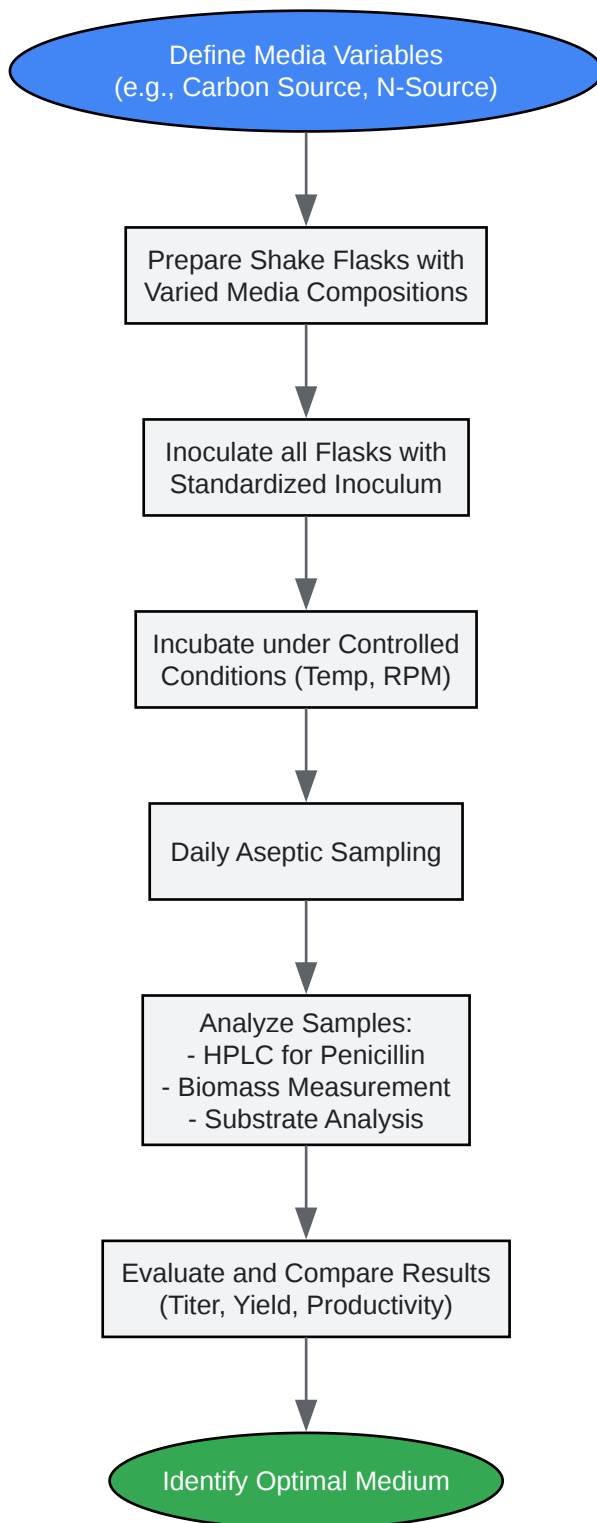 Define Media Variables
(e.g., Carbon Source, N-Source)
Prepare Shake Flasks with
Varied Media Compositions
Inoculate all Flasks with
Standardized Inoculum
Incubate under Controlled
Conditions (Temp, RPM)
Daily Aseptic Sampling
Analyze Samples:
- HPLC for Penicillin
- Biomass Measurement
- Substrate Analysis
Evaluate and Compare Results
(Titer, Yield, Productivity)
Identify Optimal Medium